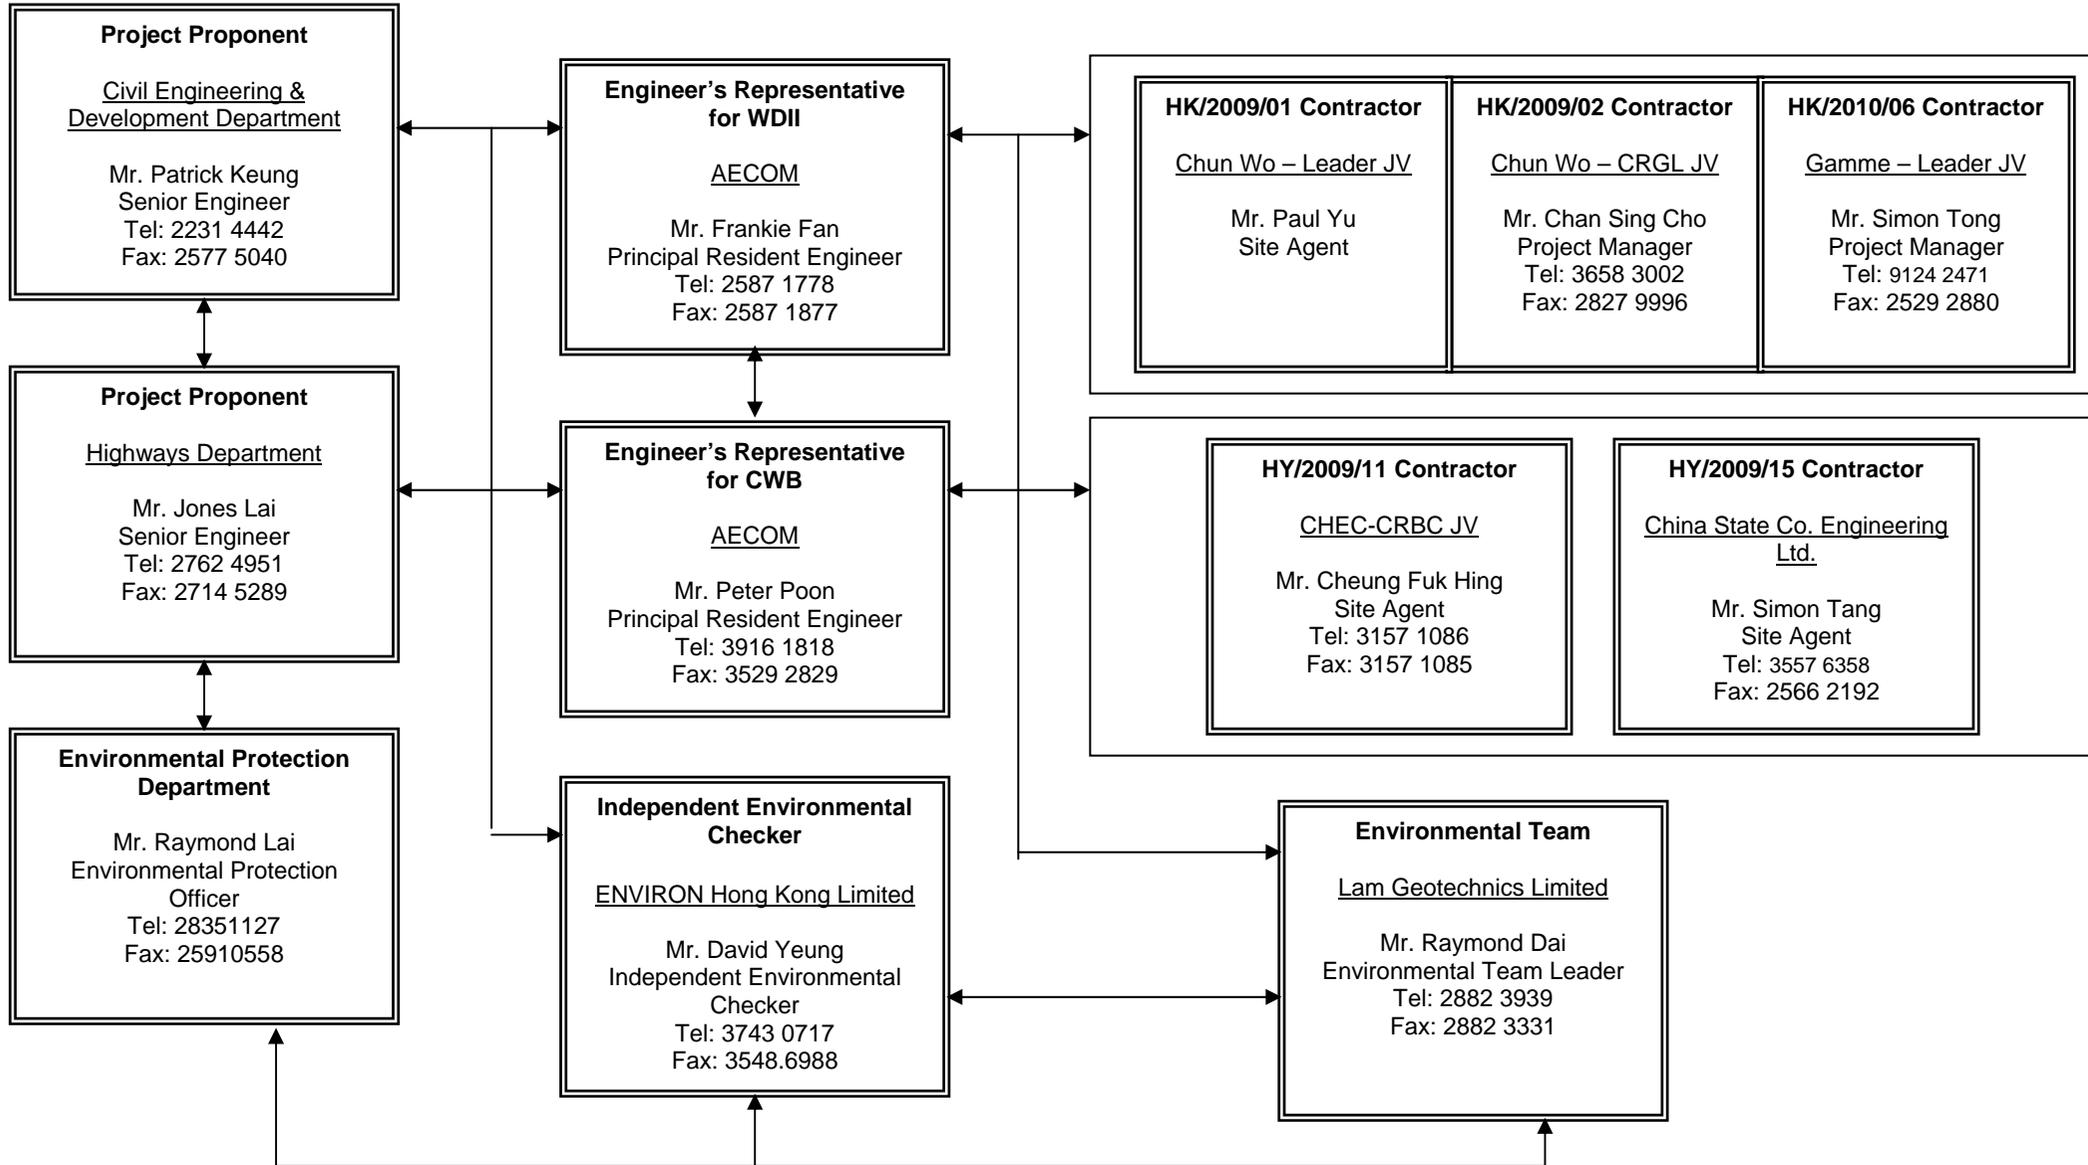 Project Proponent
Civil Engineering &
Development Department
Mr. Patrick Keung
Senior Engineer
Tel: 2231 4442
Fax: 2577 5040
Engineer’s Representative
for WDII
AECOM
Mr. Frankie Fan
Principal Resident Engineer
Tel: 2587 1778
Fax: 2587 1877
HK/2009/01 Contractor
Chun Wo – Leader JV
Mr. Paul Yu
Site Agent
HK/2009/02 Contractor
Chun Wo – CRGL JV
Mr. Chan Sing Cho
Project Manager
Tel: 3658 3002
Fax: 2827 9996
HK/2010/06 Contractor
Gamme – Leader JV
Mr. Simon Tong
Project Manager
Tel: 9124 2471
Fax: 2529 2880
Project Proponent
Highways Department
Mr. Jones Lai
Senior Engineer
Tel: 2762 4951
Fax: 2714 5289
Engineer’s Representative
for CWB
AECOM
Mr. Peter Poon
Principal Resident Engineer
Tel: 3916 1818
Fax: 3529 2829
HY/2009/11 Contractor
CHEC-CRBC JV
Mr. Cheung Fuk Hing
Site Agent
Tel: 3157 1086
Fax: 3157 1085
HY/2009/15 Contractor
China State Co. Engineering
Ltd.
Mr. Simon Tang
Site Agent
Tel: 3557 6358
Fax: 2566 2192
Environmental Protection
Department
Mr. Raymond Lai
Environmental Protection
Officer
Tel: 28351127
Fax: 25910558
Independent Environmental
Checker
ENVIRON Hong Kong Limited
Mr. David Yeung
Independent Environmental
Checker
Tel: 3743 0717
Fax: 3548.6988
Environmental Team
Lam Geotechnics Limited
Mr. Raymond Dai
Environmental Team Leader
Tel: 2882 3939
Fax: 2882 3331